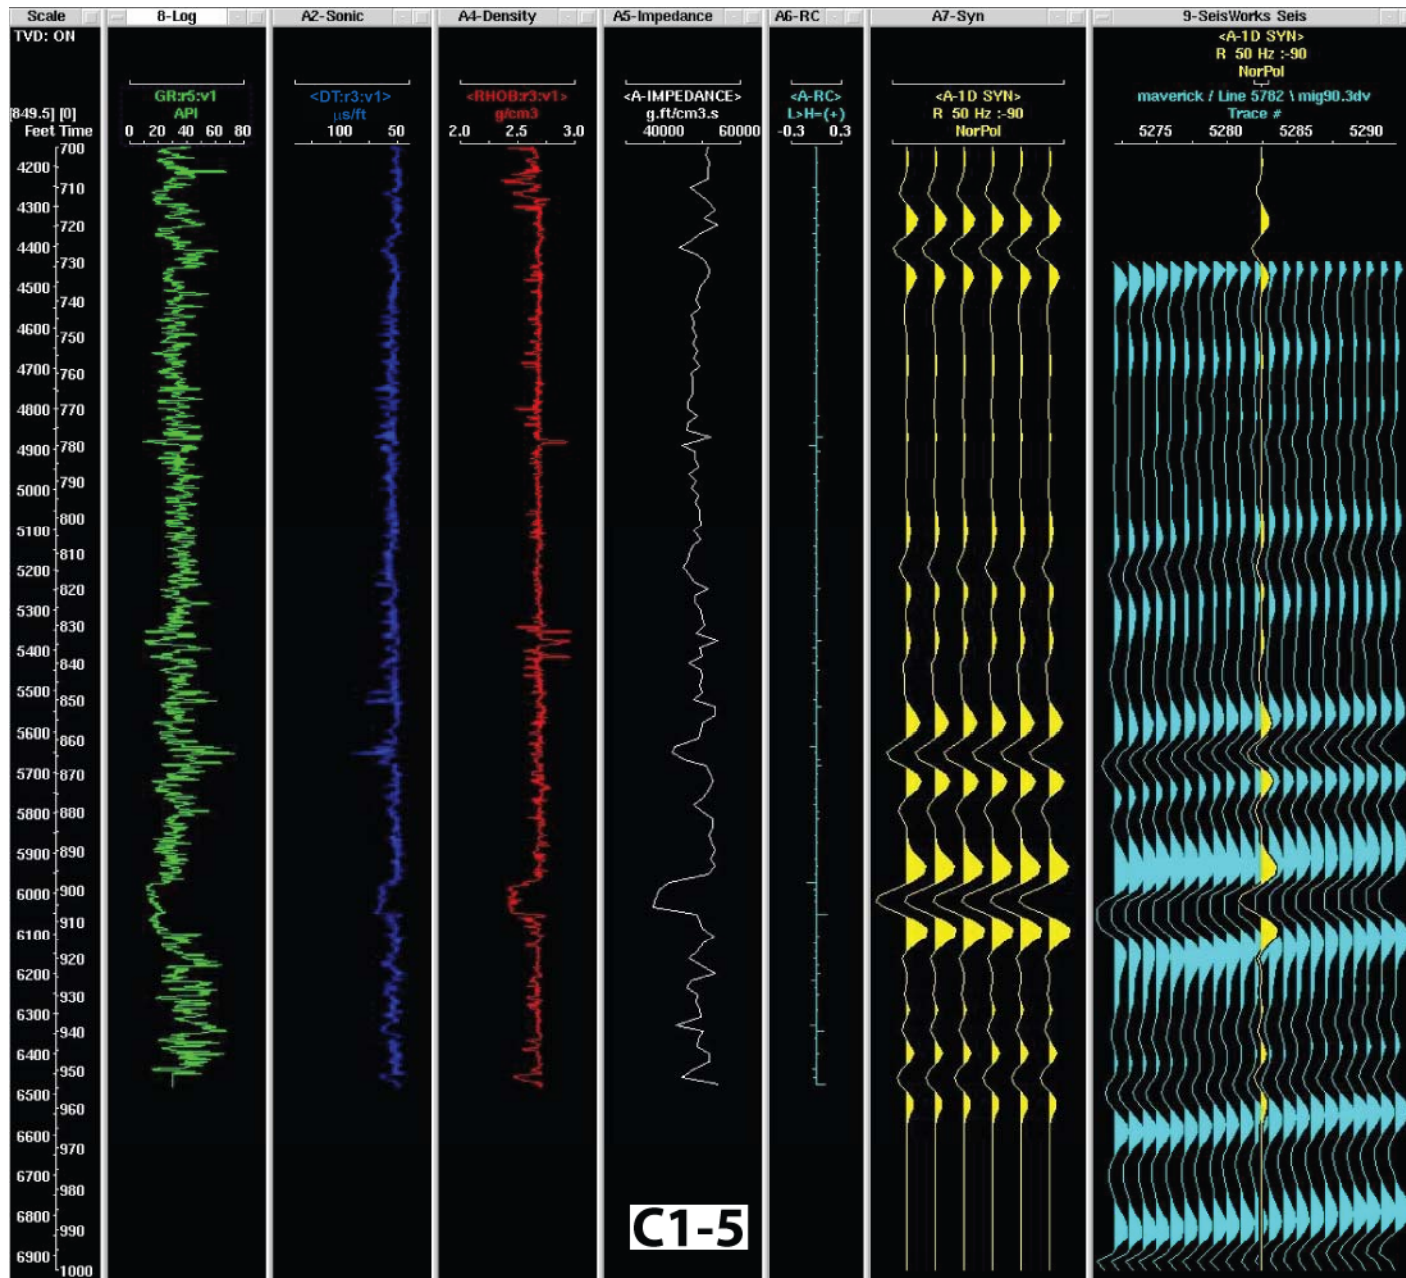 Scale
8-Log
A2-Sonic
A4-Density
A5-Impedance
A6-RC
A7-Syn
9-SeisWorks Seis
TVD: ON
<A-1D SYN>
R 50 Hz :-90
NorPol
GR:r5:v1
API
<DT:r3:v1>
µs/ft
<RHOB:r3:v1>
g/cm3
<A-IMPEDANCE>
g.ft/cm3.s
<A-RC>
L>H=(+)
<A-1D SYN>
R 50 Hz :-90
NorPol
maverick / Line 5782 \ mig90.3dv
Trace #
[849.5] [0]
Feet Time
0 20 40 60 80
100 50
2.0 2.5 3.0
40000 60000
-0.3 0.3
5275 5280 5285 5290
700
4200
710
4300
720
4400
730
4500
740
4600
750
4700
760
4800
770
4900
780
790
5000
800
5100
810
5200
820
5300
830
5400
840
5500
850
5600
860
5700
870
5800
880
5900
890
6000
900
910
6100
920
6200
930
6300
940
6400
950
6500
960
6600
970
6700
980
6800
990
6900
1000
C1-5